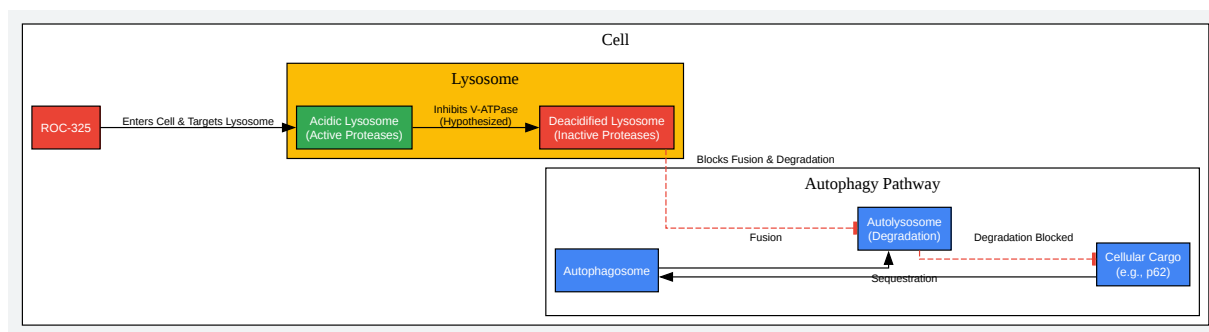 Cell
Lysosome
ROC-325
Enters Cell & Targets Lysosome
Acidic Lysosome
(Active Proteases)
Inhibits V-ATPase
(Hypothesized)
Deacidified Lysosome
(Inactive Proteases)
Blocks Fusion & Degradation
Autophagy Pathway
Autolysosome
(Degradation)
Fusion
Degradation Blocked
Autophagosome
Sequestration
Cellular Cargo
(e.g., p62)